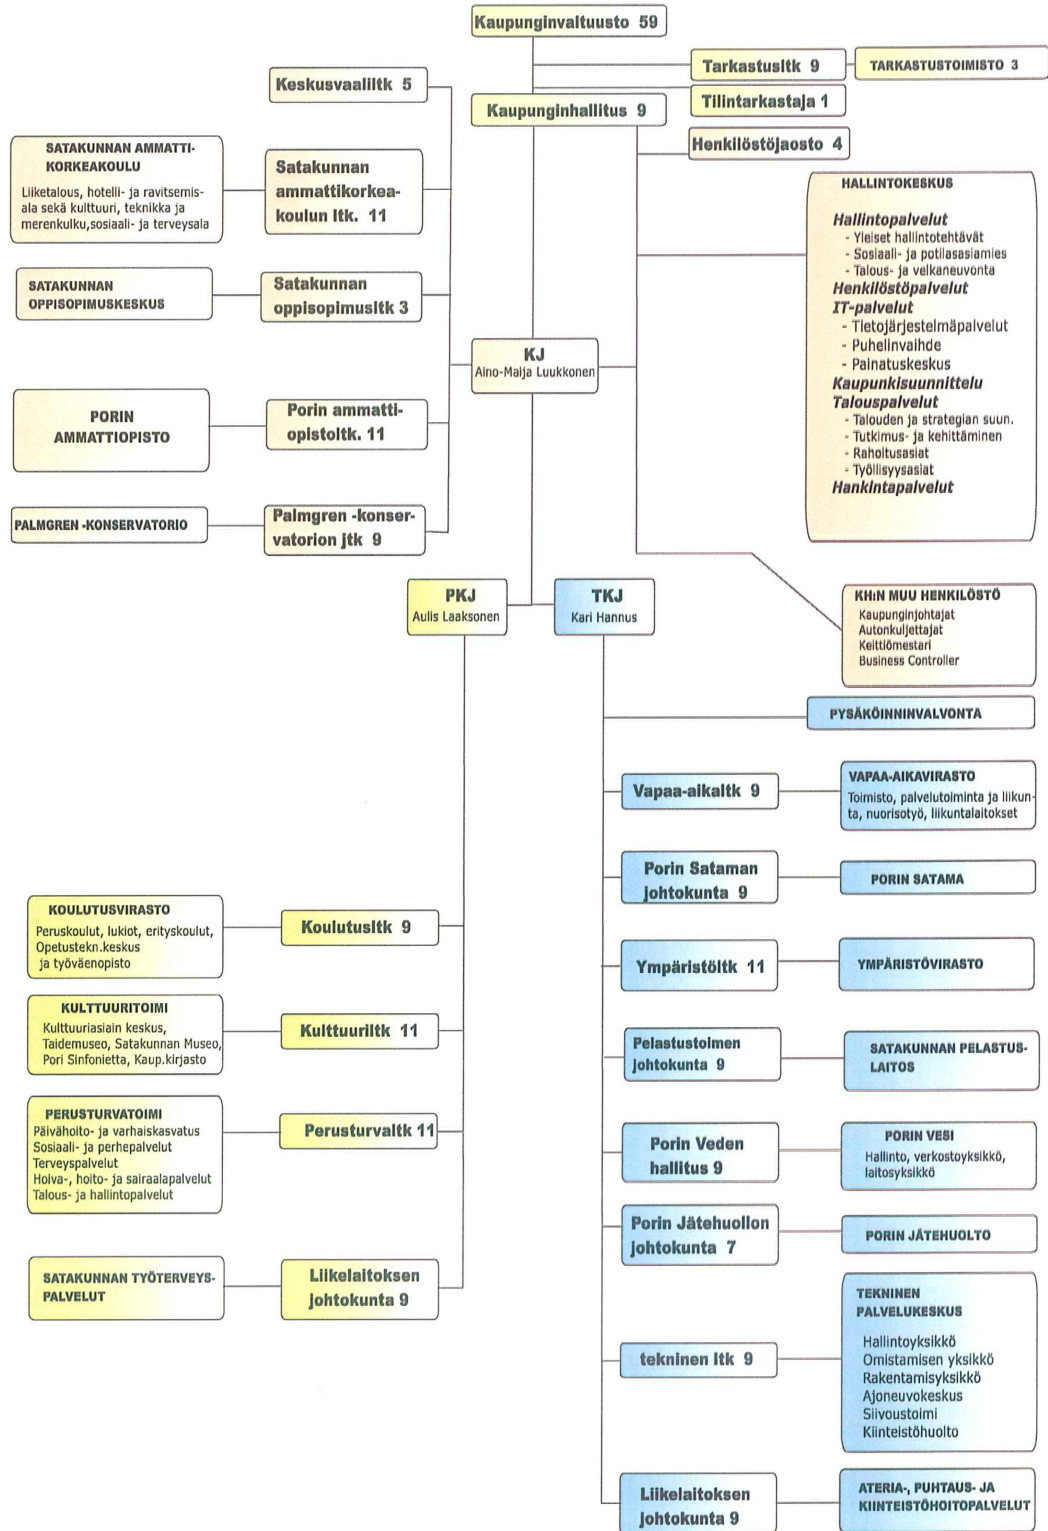 Kaupunginvaltuusto 59
Tarkastusltk 9
TARKASTUSTOIMISTO 3
Keskusvaaliltk 5
Tilintarkastaja 1
Kaupunginhallitus 9
Henkilöstöjaosto 4
SATAKUNNAN AMMATTI-
KORKEAKOULU
Liiketalous, hotelli- ja ravitsemis-
ala sekä kulttuuri, teknikka ja
merenkulku,sosiaali- ja terveysala
Satakunnan
ammattikorkea-
koulun ltk. 11
HALLINTOKESKUS
Hallintopalvelut
- Yleiset hallintotehtävät
- Sosiaali- ja potilasasiamies
- Talous- ja velkaneuvonta
Henkilöstöpalvelut
IT-palvelut
- Tietojärjestelmäpalvelut
- Puhelinvaihde
- Painatuskeskus
Kaupunkisuunnittelu
Talouspalvelut
- Talouden ja strategian suun.
- Tutkimus- ja kehittäminen
- Rahoitusasiat
- Työllisyysasiat
Hankintapalvelut
SATAKUNNAN
OPPISOPIMUSKESKUS
Satakunnan
oppisopimusltk 3
KJ
Aino-Maija Luukkonen
PORIN
AMMATTIOPISTO
Porin ammatti-
opistoltk. 11
PALMGREN -KONSERVATORIO
Palmgren -konser-
vatorion jtk 9
PKJ
Aulis Laaksonen
TKJ
Kari Hannus
KH:N MUU HENKILÖSTÖ
Kaupunginjohtajat
Autonkuljettajat
Keittiömestari
Business Controller
PYSÄKÖINNINVALVONTA
Vapaa-aikaltk 9
VAPAA-AIKAVIRASTO
Toimisto, palvelutoiminta ja liikun-
ta, nuorisotyö, liikuntalaitokset
Porin Sataman
johtokunta 9
PORIN SATAMA
KOULUTUSVIRASTO
Peruskoulut, lukiot, erityskoulut,
Opetustekn.keskus
ja työväenopisto
Koulutusltk 9
Ympäristöltk 11
YMPÄRISTÖVIRASTO
KULTTUURITOIMI
Kulttuuriasiain keskus,
Taidemuseo, Satakunnan Museo,
Pori Sinfonietta, Kaup.kirjasto
Kulttuuriltk 11
Pelastustoimen
johtokunta 9
SATAKUNNAN PELASTUS-
LAITOS
PERUSTURVATOIMI
Päivähoito- ja varhaiskasvatus
Sosiaali- ja perhepalvelut
Terveyspalvelut
Hoiva-, hoito- ja sairaalapalvelut
Talous- ja hallintopalvelut
Perusturvaltk 11
Porin Veden
hallitus 9
PORIN VESI
Hallinto, verkostoyksikkö,
laitosyksikkö
Porin Jätehuollon
johtokunta 7
PORIN JÄTEHUOLTO
SATAKUNNAN TYÖTERVEYS-
PALVELUT
Liikelaitoksen
johtokunta 9
tekninen ltk 9
TEKNINEN
PALVELUKESKUS
Hallintoyksikkö
Omistamisen yksikkö
Rakentamisyksikkö
Ajoneuvokeskus
Siivoustoimi
Kiinteistöhuolto
Liikelaitoksen
johtokunta 9
ATERIA-, PUHTAUS- JA
KIINTEISTÖHOITOPALVELUT